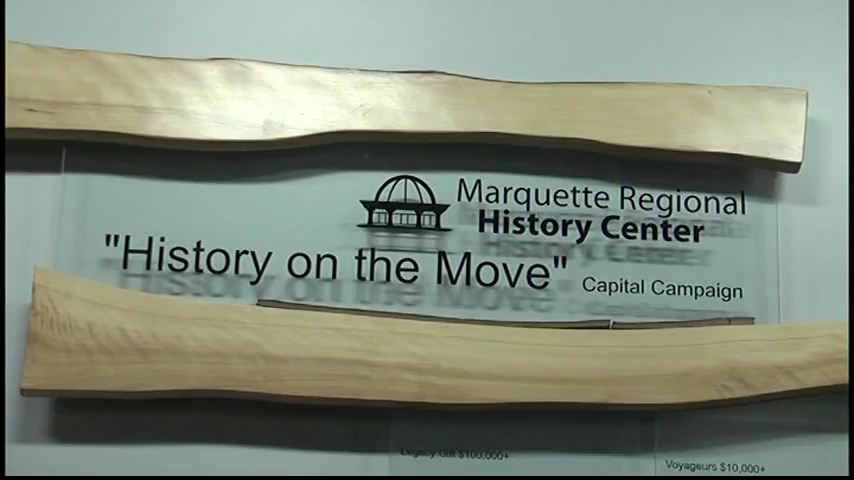 Marquette Regional
History Center
"History on the Move" Capital Campaign
Legacy Gift $100,000+
Voyageurs $10,000+